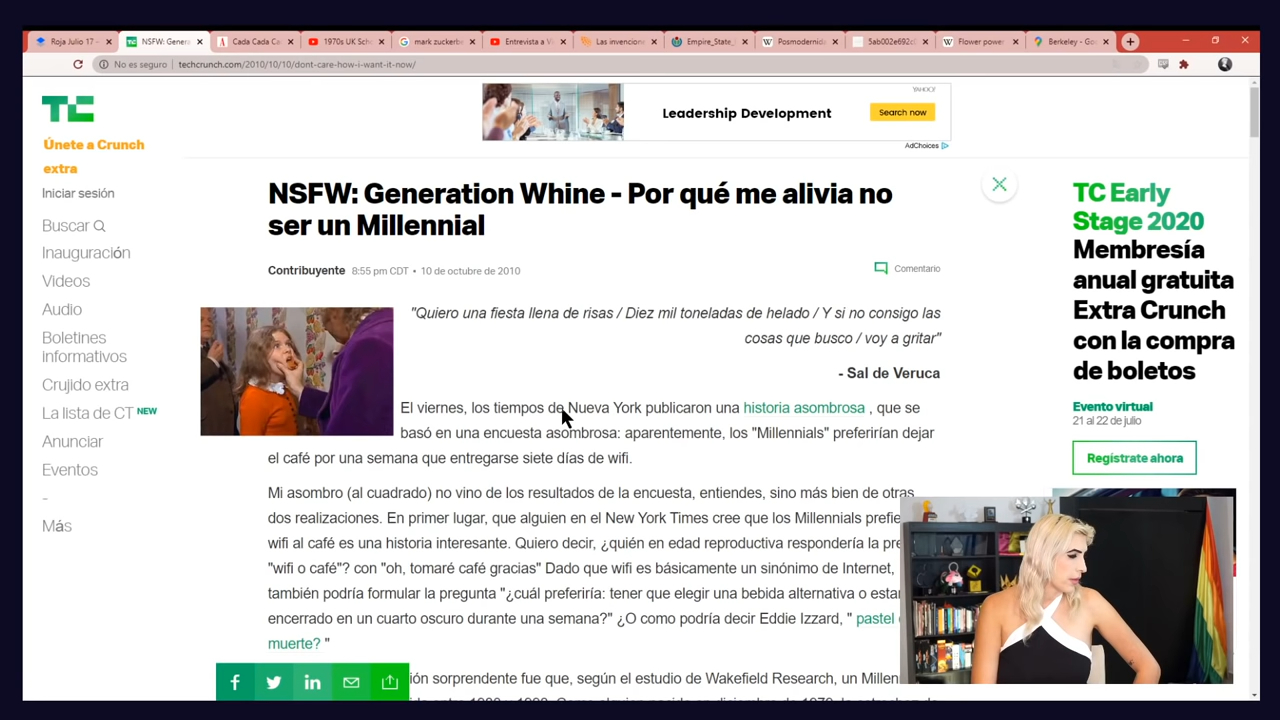 Roja Julio 17 -
NSFW: Genera
Cada Cada Ca
1970s UK Sch
mark zuckerbe
Entrevista a V
Las invencion
Empire_State_
Posmodernid
5ab002e692c
Flower power
Berkeley - Go
No es seguro | techcrunch.com/2010/10/10/dont-care-how-i-want-it-now/
TC
Únete a Crunch
extra
Iniciar sesión
Buscar
Inauguración
Videos
Audio
Boletines
informativos
Crujido extra
La lista de CT NEW
Anunciar
Eventos
-
Más
YAHOO!
Leadership Development
Search now
AdChoices
NSFW: Generation Whine - Por qué me alivia no
ser un Millennial
Contribuyente 8:55 pm CDT • 10 de octubre de 2010
Comentario
"Quiero una fiesta llena de risas / Diez mil toneladas de helado / Y si no consigo las
cosas que busco / voy a gritar"
- Sal de Veruca
El viernes, los tiempos de Nueva York publicaron una historia asombrosa , que se
basó en una encuesta asombrosa: aparentemente, los "Millennials" preferirían dejar
el café por una semana que entregarse siete días de wifi.
Mi asombro (al cuadrado) no vino de los resultados de la encuesta, entiendes, sino más bien de otras
dos realizaciones. En primer lugar, que alguien en el New York Times cree que los Millennials prefie
wifi al café es una historia interesante. Quiero decir, ¿quién en edad reproductiva respondería la pre
"wifi o café"? con "oh, tomaré café gracias" Dado que wifi es básicamente un sinónimo de Internet,
también podría formular la pregunta "¿cuál preferiría: tener que elegir una bebida alternativa o estar
encerrado en un cuarto oscuro durante una semana?" ¿O como podría decir Eddie Izzard, " pastel
muerte? "
ión sorprendente fue que, según el estudio de Wakefield Research, un Millen
TC Early
Stage 2020
Membresía
anual gratuita
Extra Crunch
con la compra
de boletos
Evento virtual
21 al 22 de julio
Regístrate ahora